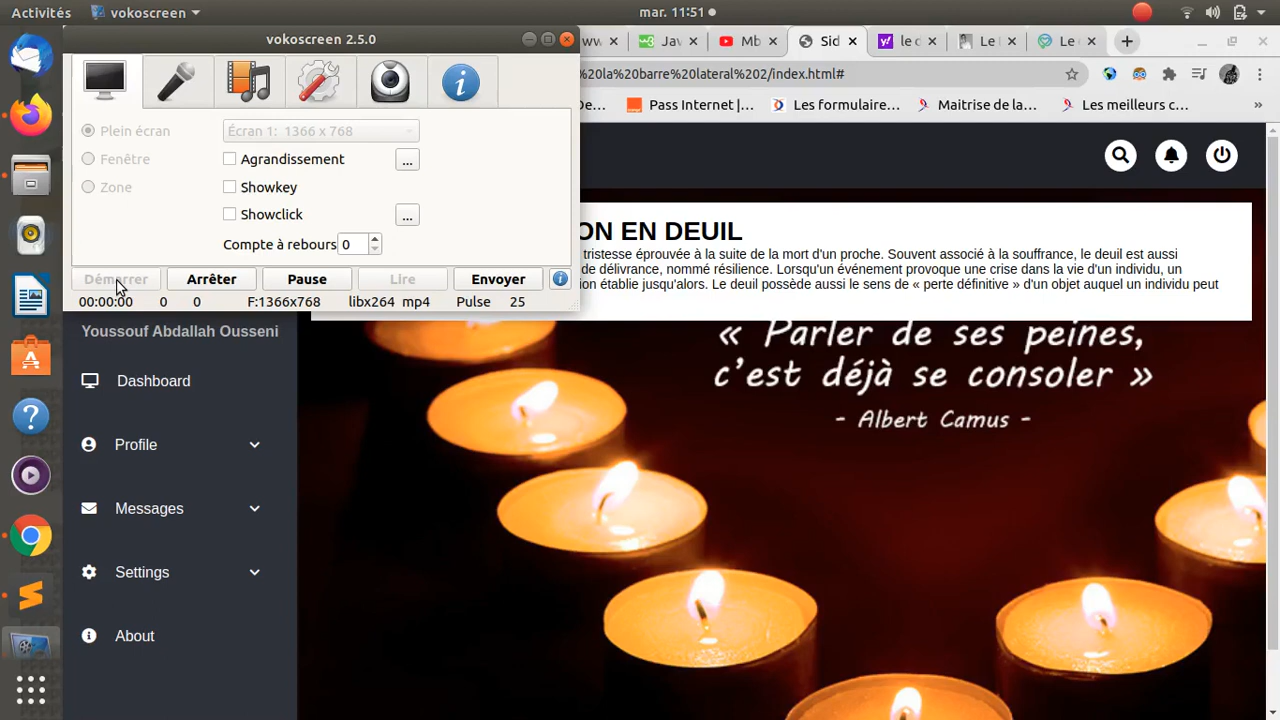 Activités
vokoscreen
mar. 11:51
vokoscreen 2.5.0
Jav
Mb
Sid
le d
Le
Le
%20la%20barre%20lateral%202/index.html#
Pass Internet |...
Les formulaire...
Maitrise de la...
Les meilleurs c...
»
Plein écran
Écran 1: 1366 x 768
Fenêtre
Agrandissement
...
Zone
Showkey
Showclick
...
Compte à rebours 0
Démarrer
Arrêter
Pause
Lire
Envoyer
00:00:00 0 0 F:1366x768 libx264 mp4 Pulse 25
ON EN DEUIL
tristesse éprouvée à la suite de la mort d'un proche. Souvent associé à la souffrance, le deuil est aussi
de délivrance, nommé résilience. Lorsqu'un événement provoque une crise dans la vie d'un individu, un
ion établie jusqu'alors. Le deuil possède aussi le sens de « perte définitive » d'un objet auquel un individu peut
Youssouf Abdallah Ousseni
Dashboard
Profile
Messages
Settings
About
« Parler de ses peines,
c'est déjà se consoler »
- Albert Camus -